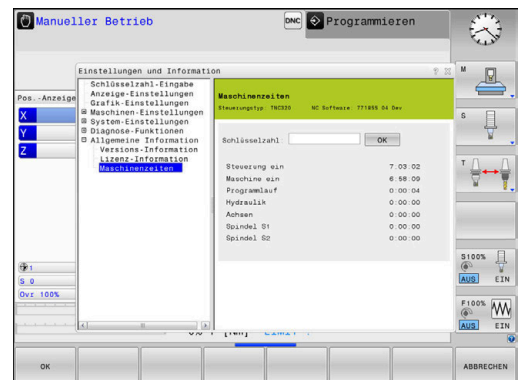 Manueller Betrieb
DNC
Programmieren
Einstellungen und Information
Schlüsselzahl-Eingabe
Anzeige-Einstellungen
Grafik-Einstellungen
Maschinen-Einstellungen
System-Einstellungen
Diagnose-Funktionen
Allgemeine Information
Versions-Information
Lizenz-Information
Maschinenzeiten
Maschinenzeiten
Steuerungstyp: TNC320 NC Software: 771855 04 Dev
Schlüsselzahl: OK
Steuerung ein 7:03:02
Maschine ein 6:58:09
Programmlauf 0:00:04
Hydraulik 0:00:00
Achsen 0:00:00
Spindel S1 0:00:00
Spindel S2 0:00:00
Pos.-Anzeige
X
Y
Z
1
S 0
Ovr 100%
M
S
T
S100%
AUS EIN
F100%
AUS EIN
OK
ABBRECHEN